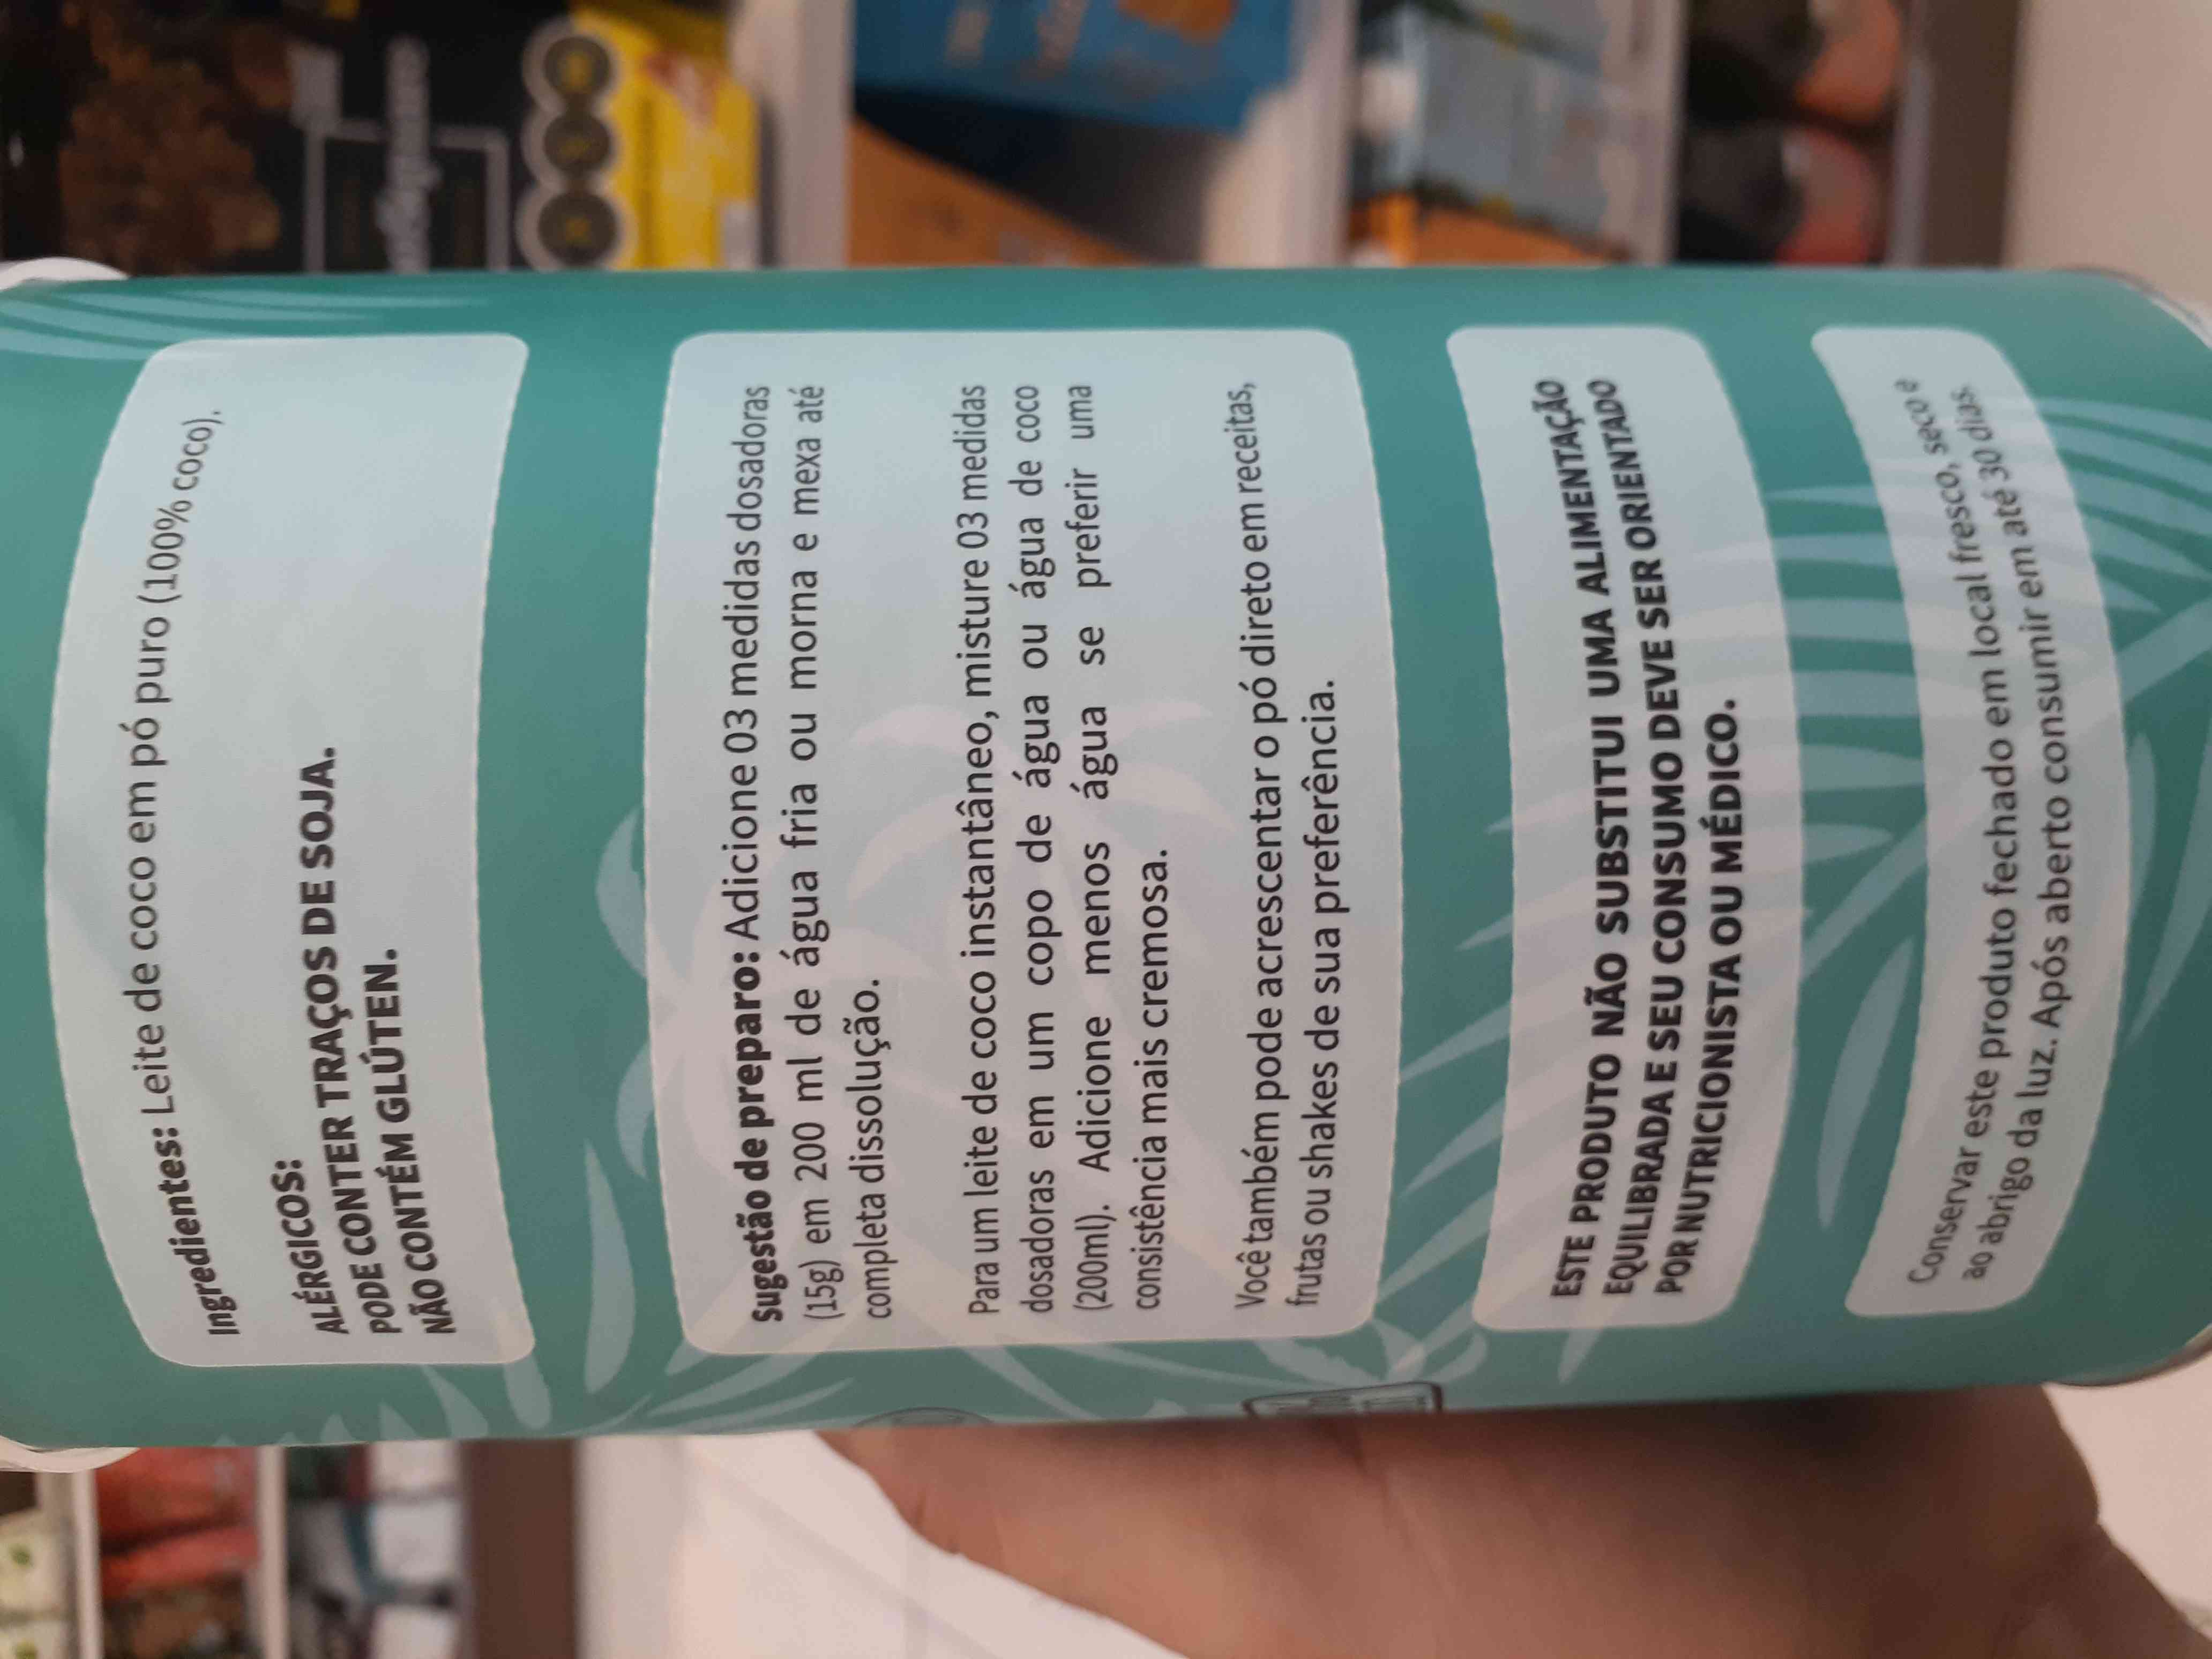 Ingredientes: Leite de coco em pó puro (100% coco).
ALÉRGICOS:
PODE CONTER TRAÇOS DE SOJA.
NÃO CONTÉM GLÚTEN.
Sugestão de preparo: Adicione 03 medidas dosadoras
(15g) em 200 ml de água fria ou morna e mexa até
completa dissolução.
Para um leite de coco instantâneo, misture 03 medidas
dosadoras em um copo de água ou água de coco
(200ml). Adicione menos água se preferir uma
consistência mais cremosa.
Você também pode acrescentar o pó direto em receitas,
frutas ou shakes de sua preferência.
ESTE PRODUTO NÃO SUBSTITUI UMA ALIMENTAÇÃO
EQUILIBRADA E SEU CONSUMO DEVE SER ORIENTADO
POR NUTRICIONISTA OU MÉDICO.
Conservar este produto fechado em local fresco, seco e
ao abrigo da luz. Após aberto consumir em até 30 dias.